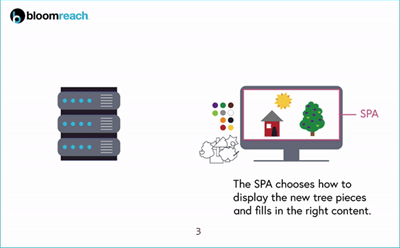 bloomreach
SPA
The SPA chooses how to
display the new tree pieces
and fills in the right content.
3